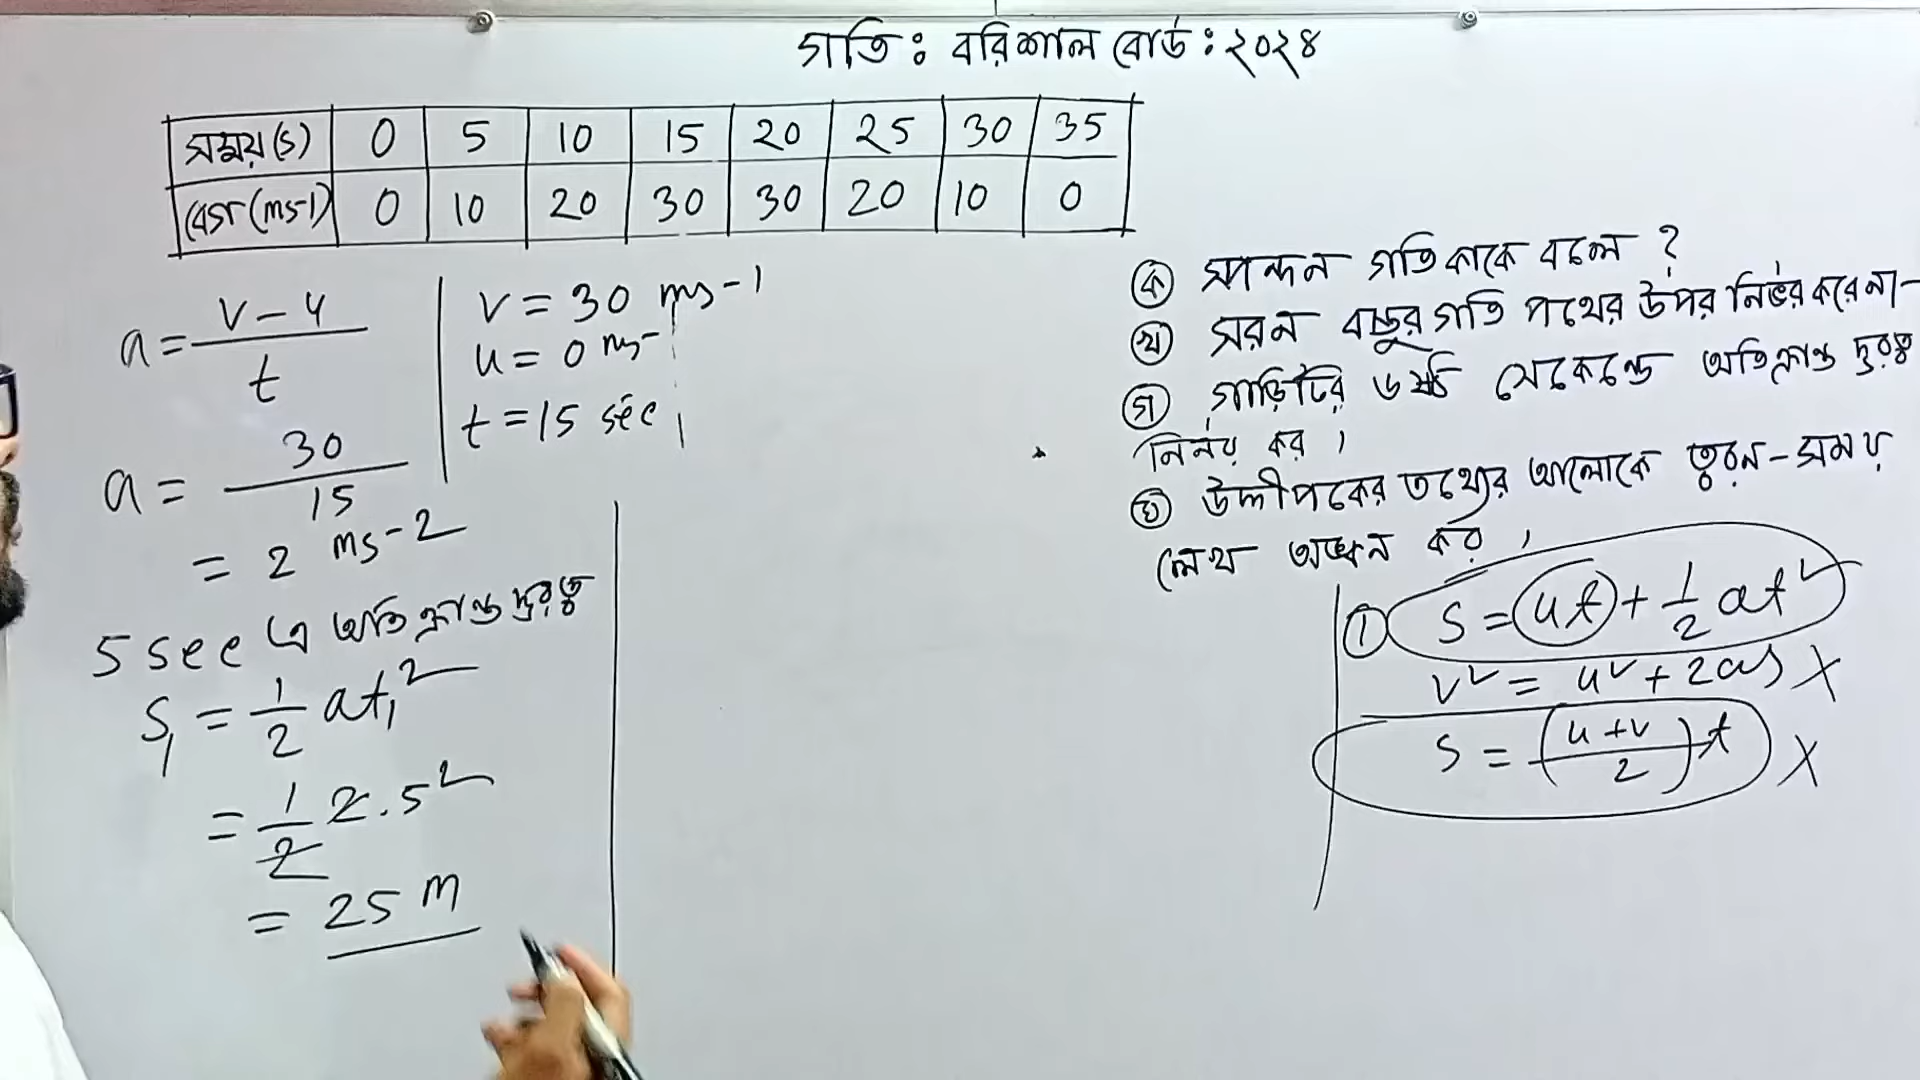 গতি : বরিশাল বোর্ড : ২০২৪
সময়(s) 0 5 10 15 20 25 30 35
বেগ (ms-1) 0 10 20 30 30 20 10 0
a = v - u / t
v = 30 ms-1
u = 0 ms-1
t = 15 sec
a = 30 / 15
= 2 ms-2
5 sec এ অতিক্রান্ত দুরত্ব
S₁ = 1/2 at₁²
= 1/2 2.5²
= 25 m
ক স্পন্দন গতি কাকে বলে ?
খ সরন বস্তুর গতি পথের উপর নির্ভর করে না-
গ গাড়িটির ৬ষ্ঠ সেকেন্ডে অতিক্রান্ত দুরত্ব
নির্নয় কর।
ঘ উদ্দীপকের তথ্যের আলোকে ত্বরন-সময়
লেখ অঙ্কন কর।
① S = ut + 1/2 at²
v² = u² + 2as X
S = (u+v / 2) t X